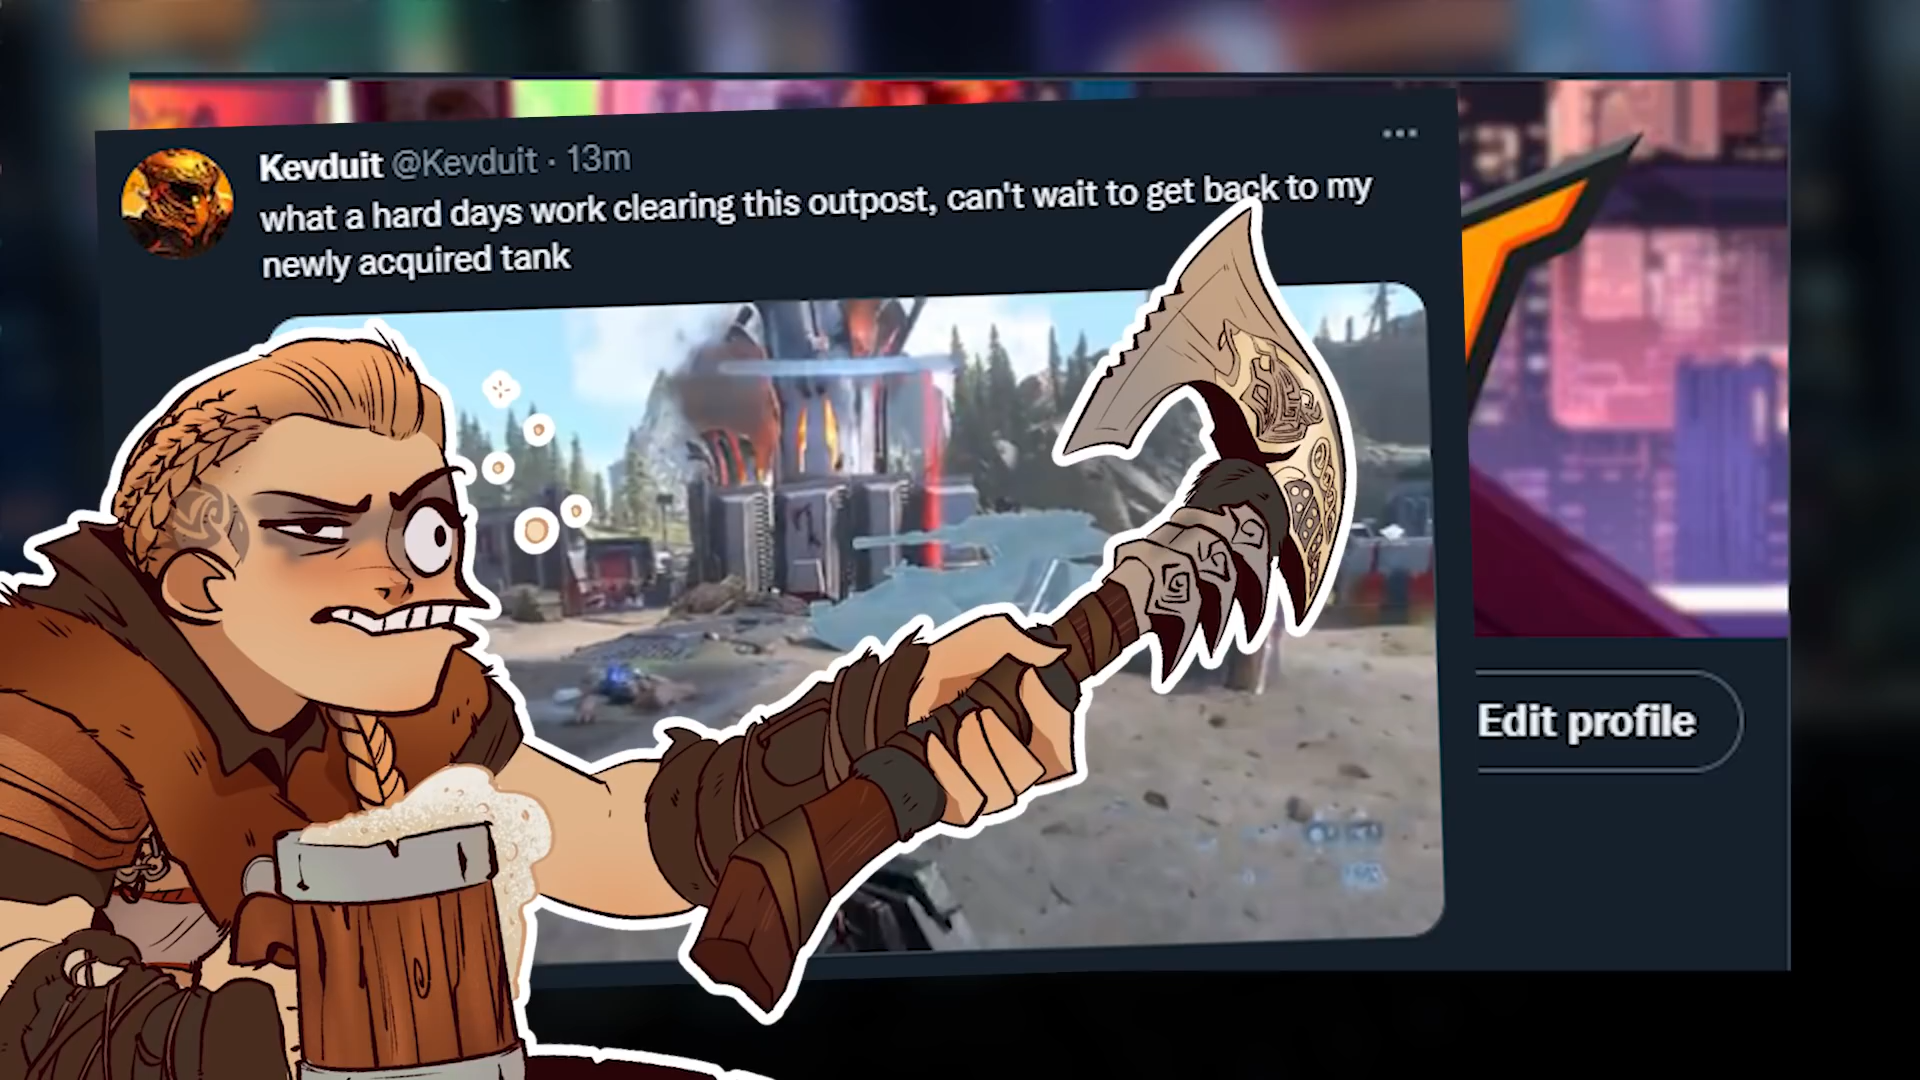 Kevduit @Kevduit · 13m
what a hard days work clearing this outpost, can't wait to get back to my
newly acquired tank
Edit profile